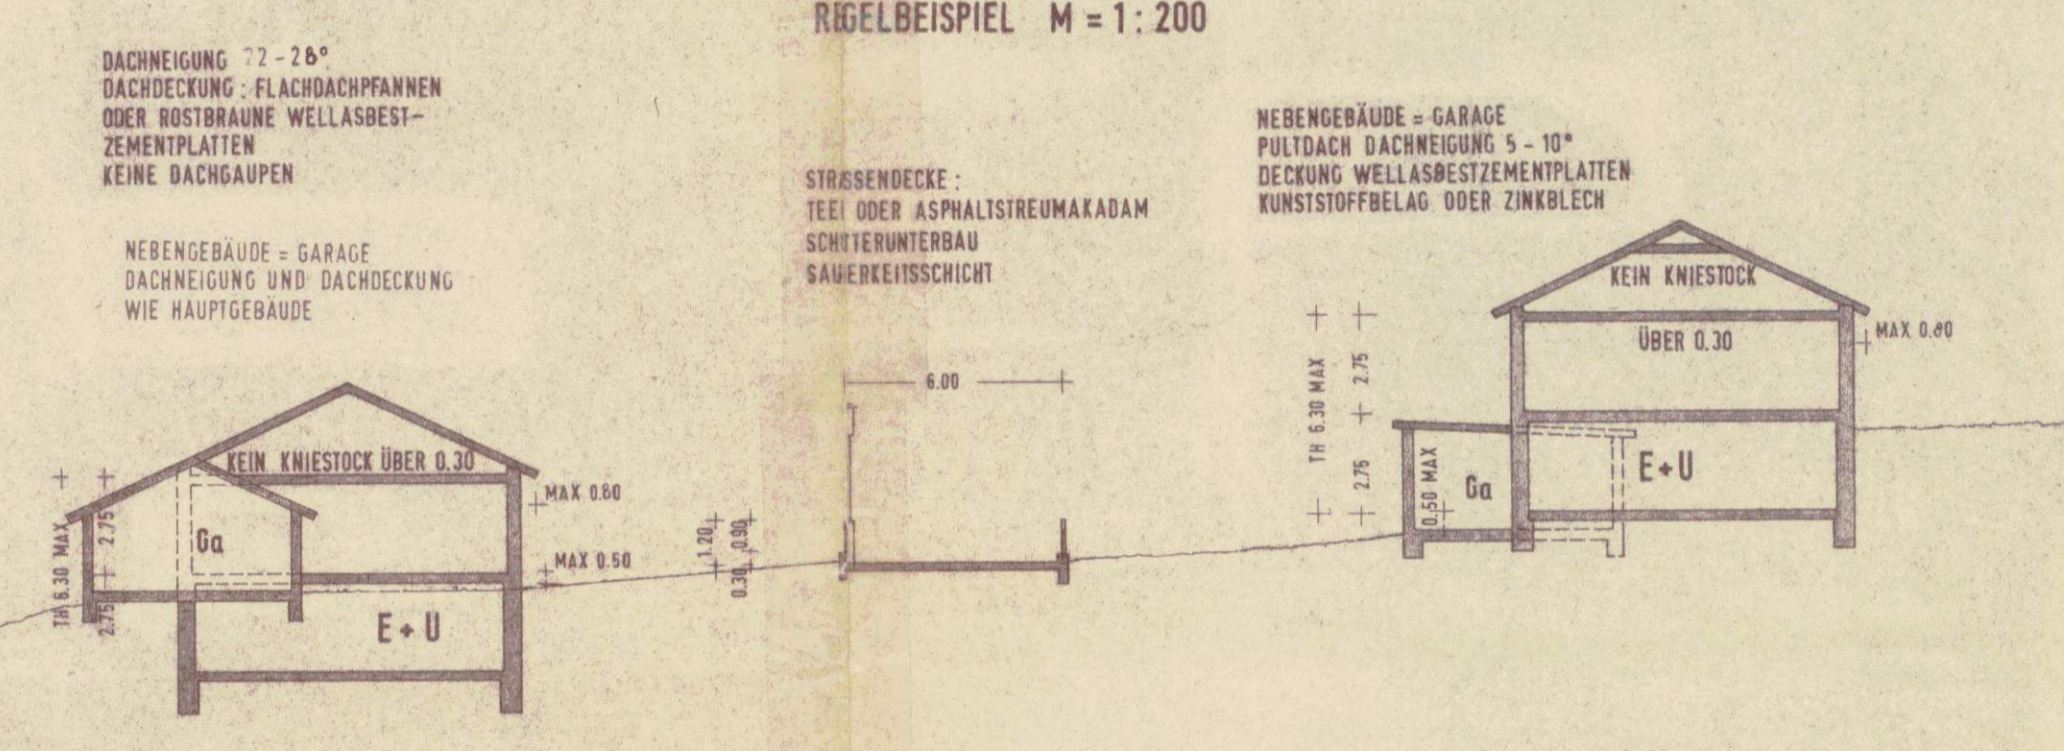 REGELBEISPIEL M = 1 : 200
DACHNEIGUNG 22 - 28°
DACHDECKUNG : FLACHDACHPFANNEN
ODER ROSTBRAUNE WELLASBEST-
ZEMENTPLATTEN
KEINE DACHGAUPEN
NEBENGEBÄUDE = GARAGE
DACHNEIGUNG UND DACHDECKUNG
WIE HAUPTGEBÄUDE
STRASSENDECKE :
TEER ODER ASPHALTSTREUMAKADAM
SCHOTTERUNTERBAU
SAUBERKEITSSCHICHT
NEBENGEBÄUDE = GARAGE
PULTDACH DACHNEIGUNG 5 - 10°
DECKUNG WELLASBESTZEMENTPLATTEN
KUNSTSTOFFBELAG ODER ZINKBLECH
KEIN KNIESTOCK ÜBER 0.30
MAX 0.80
MAX 0.50
TH 6.30 MAX
2.75
2.75
Ga
E + U
6.00
1.20
0.90
0.30
KEIN KNIESTOCK
ÜBER 0.30
MAX 0.80
TH 6.30 MAX
2.75
2.75
0.50 MAX
Ga
E + U